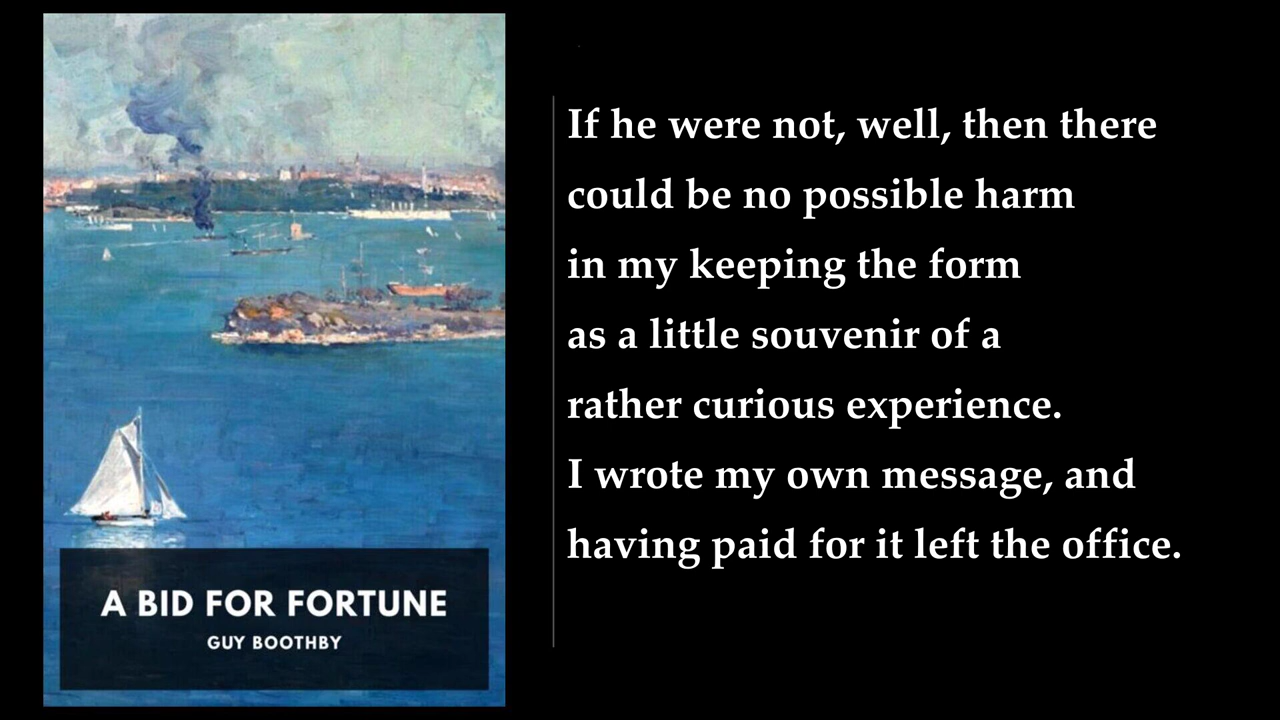 If he were not, well, then there
could be no possible harm
in my keeping the form
as a little souvenir of a
rather curious experience.
I wrote my own message, and
having paid for it left the office.
A BID FOR FORTUNE
GUY BOOTHBY